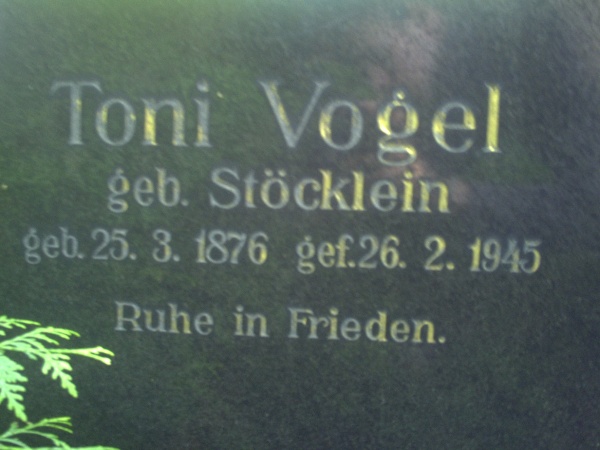 Toni Vogel
geb. Stöcklein
geb. 25. 3. 1876 gef. 26. 2. 1945
Ruhe in Frieden.